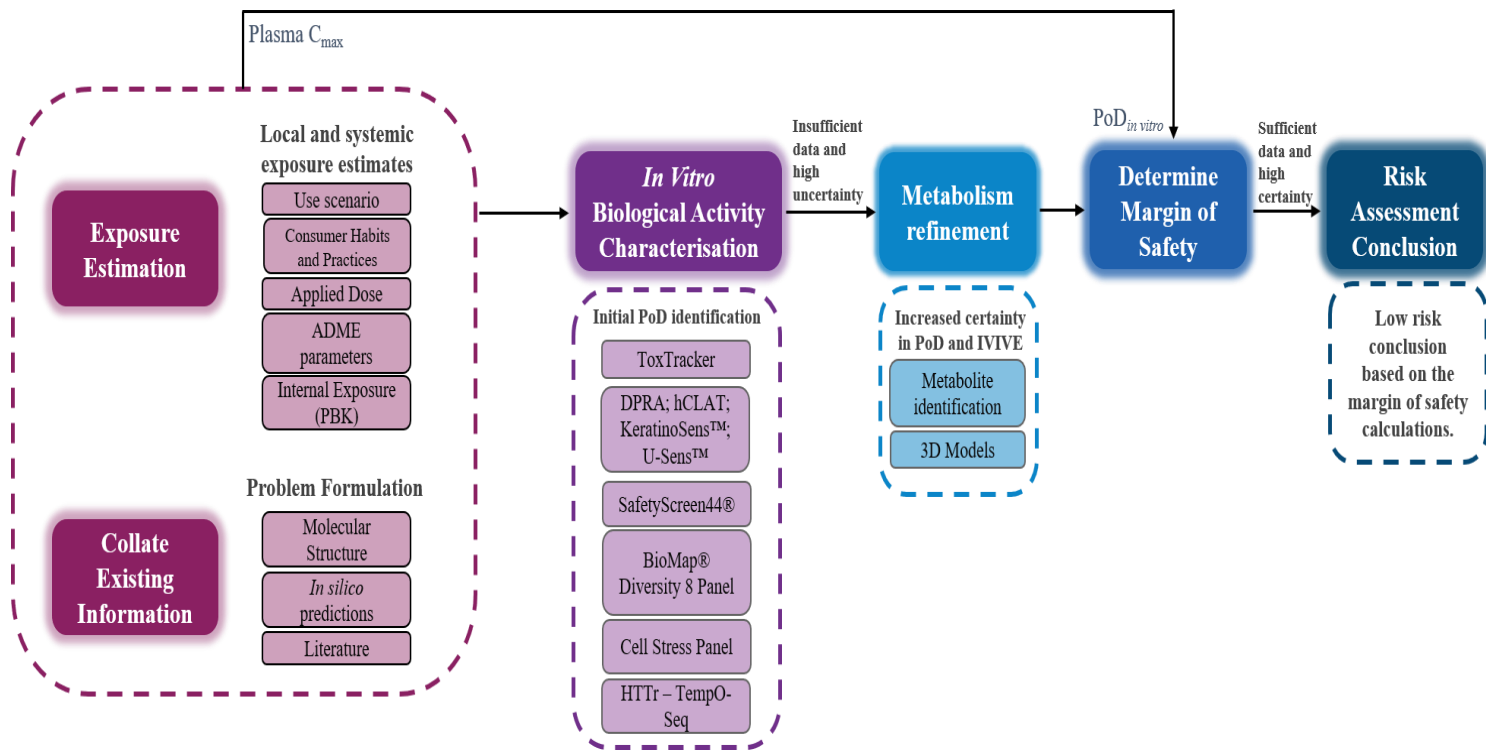 Plasma Cmax
Local and systemic
exposure estimates
Exposure
Estimation
Use scenario
Consumer Habits
and Practices
Applied Dose
ADME
parameters
Internal Exposure
(PBK)
Problem Formulation
Collate
Existing
Information
Molecular
Structure
In silico
predictions
Literature
In Vitro
Biological Activity
Characterisation
Initial PoD identification
ToxTracker
DPRA; hCLAT;
KeratinoSens™;
U-Sens™
SafetyScreen44®
BioMap®
Diversity 8 Panel
Cell Stress Panel
HTTr – TempO-
Seq
Insufficient
data and
high
uncertainty
Metabolism
refinement
Increased certainty
in PoD and IVIVE
Metabolite
identification
3D Models
PoDin vitro
Determine
Margin of
Safety
Sufficient
data and
high
certainty
Risk
Assessment
Conclusion
Low risk
conclusion
based on the
margin of safety
calculations.